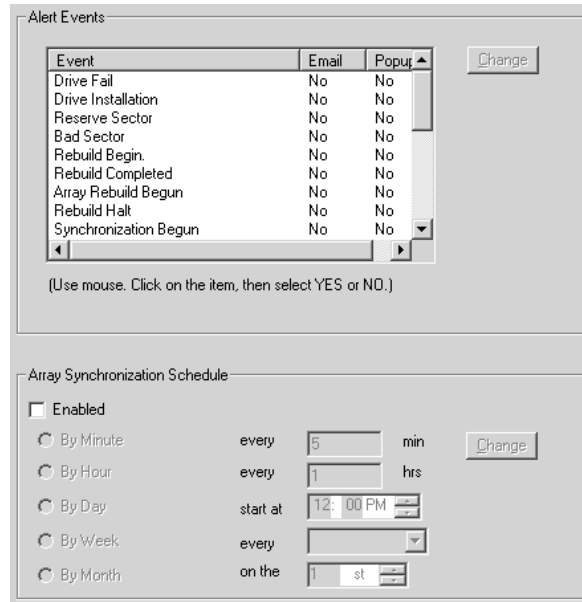 Alert Events
Event Email Popup
Change
Drive Fail No No
Drive Installation No No
Reserve Sector No No
Bad Sector No No
Rebuild Begin. No No
Rebuild Completed No No
Array Rebuild Begun No No
Rebuild Halt No No
Synchronization Begun No No
(Use mouse. Click on the item, then select YES or NO.)
Array Synchronization Schedule
Enabled
By Minute every 5 min
Change
By Hour every 1 hrs
By Day start at 12: 00 PM
By Week every
By Month on the 1 st